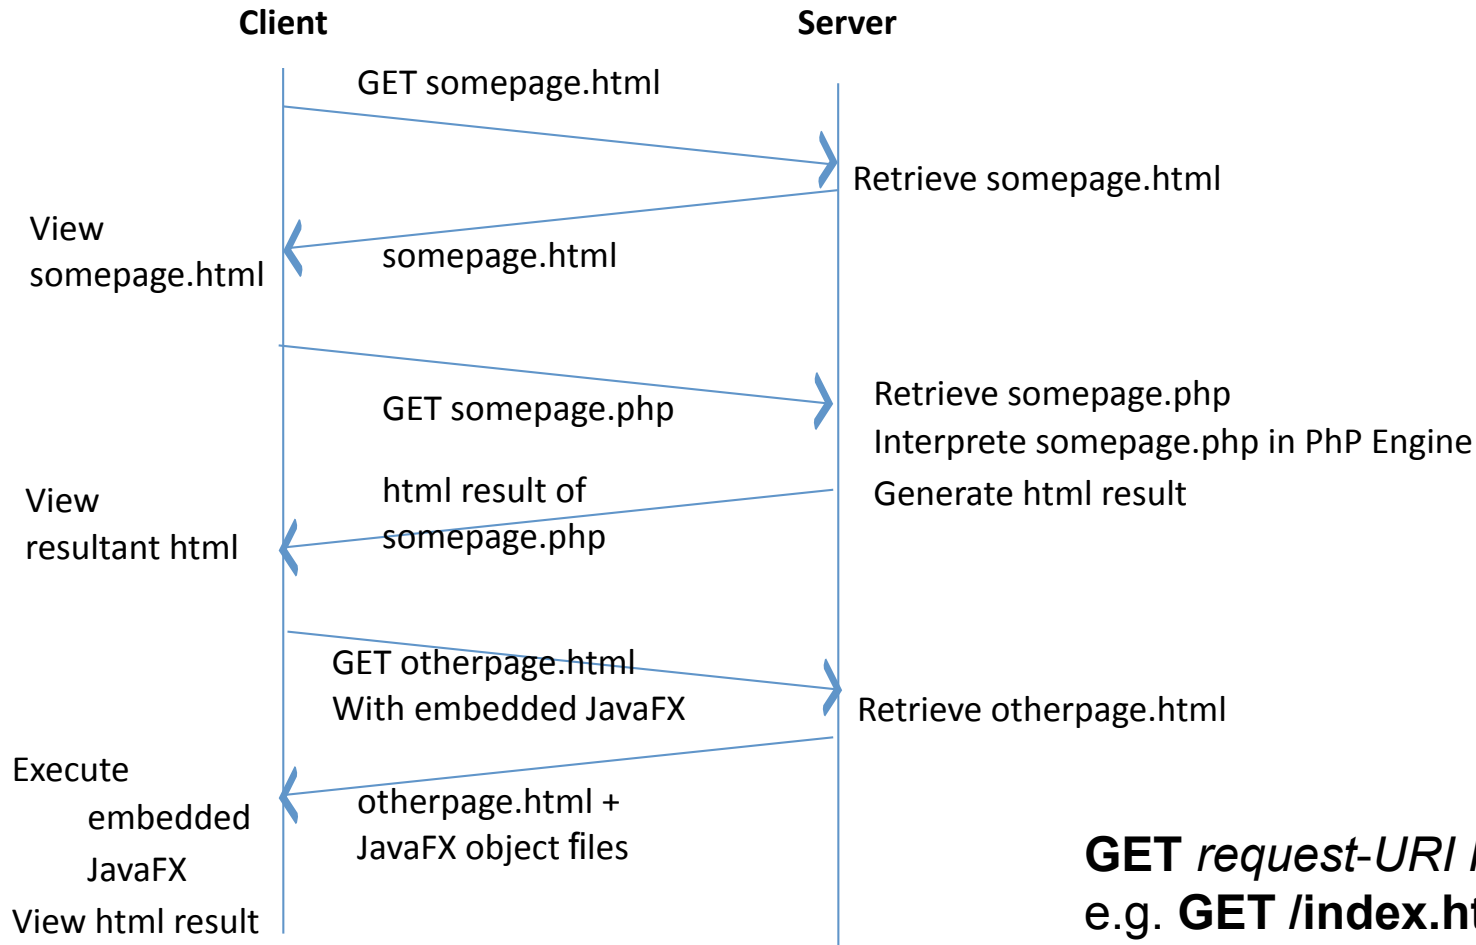 Client
Server
GET somepage.html
Retrieve somepage.html
View
somepage.html
somepage.html
GET somepage.php
Retrieve somepage.php
Interprete somepage.php in PhP Engine
Generate html result
html result of
somepage.php
View
resultant html
GET otherpage.html
With embedded JavaFX
Retrieve otherpage.html
Execute
embedded
JavaFX
View html result
otherpage.html +
JavaFX object files
GET request-URI
e.g. GET /index.ht